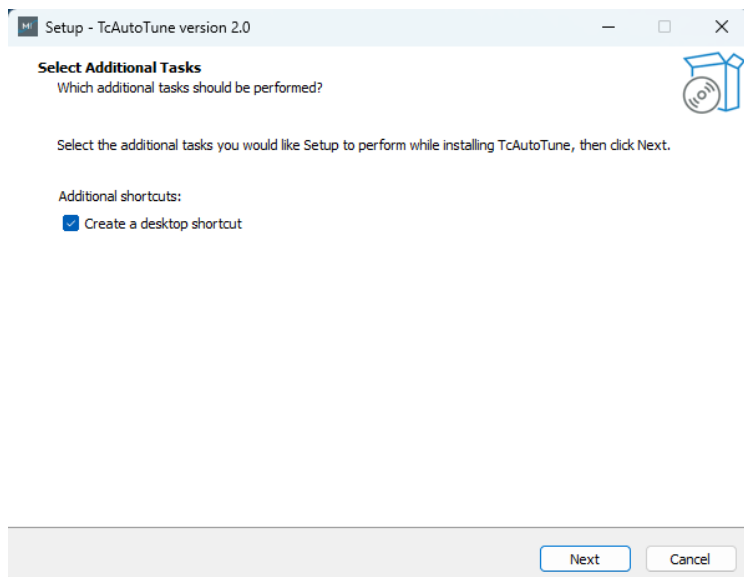 Setup - TcAutoTune version 2.0
Select Additional Tasks
Which additional tasks should be performed?
Select the additional tasks you would like Setup to perform while installing TcAutoTune, then click Next.
Additional shortcuts:
Create a desktop shortcut
Next
Cancel